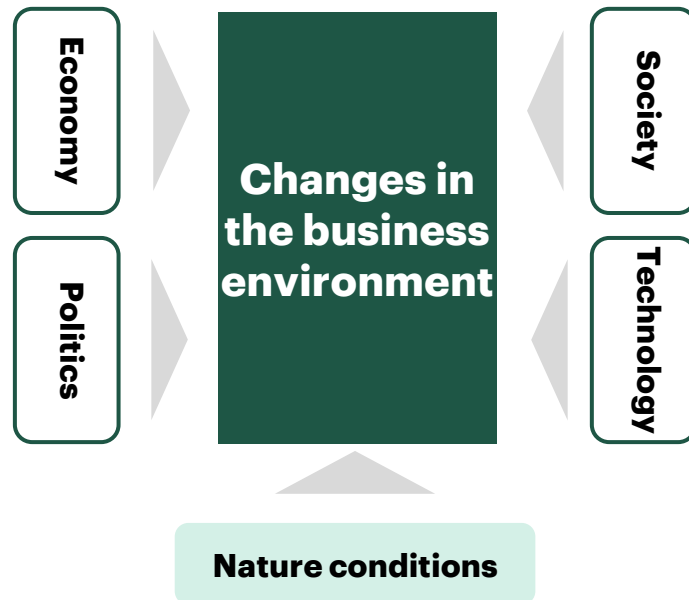 Economy
Society
Changes in
the business
environment
Politics
Technology
Nature conditions